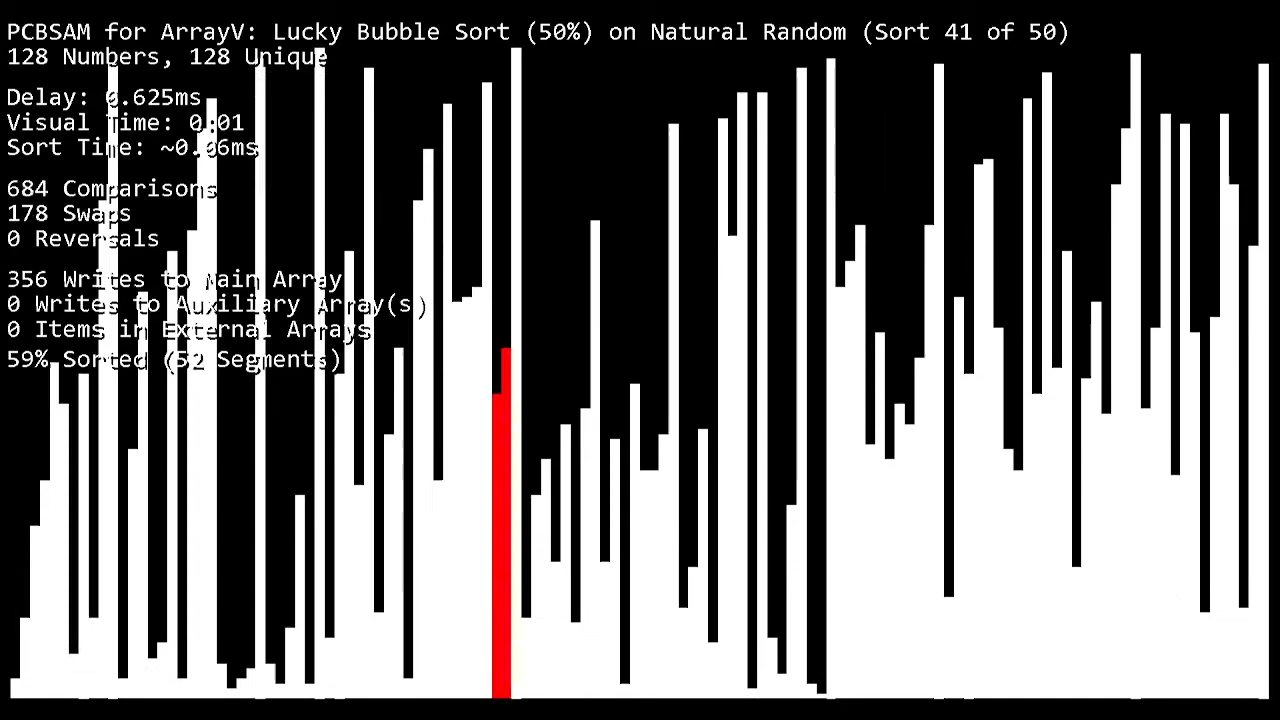 PCBSAM for ArrayV: Lucky Bubble Sort (50%) on Natural Random (Sort 41 of 50)
128 Numbers, 128 Unique
Delay: 0.625ms
Visual Time: 0:01
Sort Time: ~0.06ms
684 Comparisons
178 Swaps
0 Reversals
356 Writes to Main Array
0 Writes to Auxiliary Array(s)
0 Items in External Arrays
59% Sorted (52 Segments)